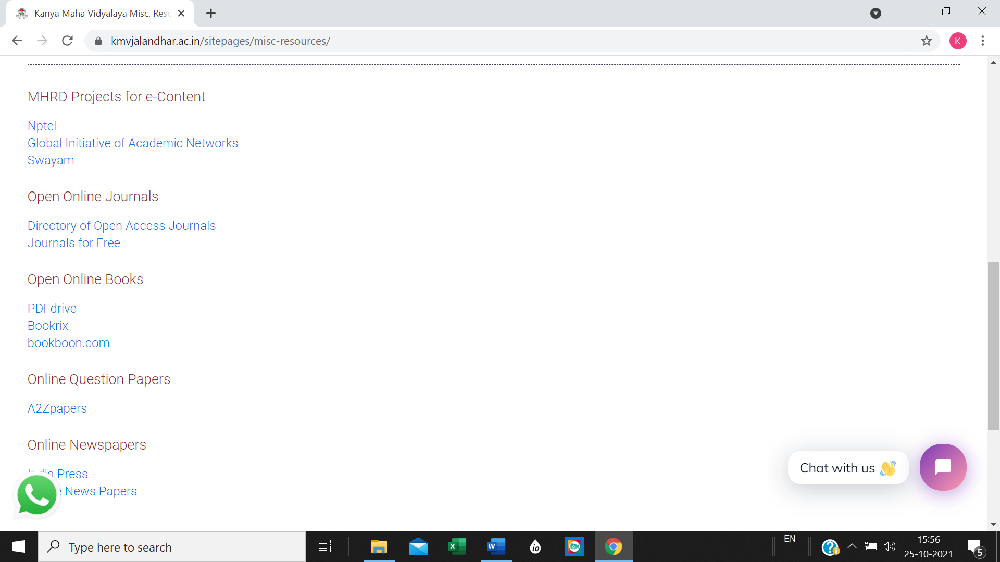 Kanya Maha Vidyalaya Misc. Res
kmvjalandhar.ac.in/sitepages/misc-resources/
K
MHRD Projects for e-Content
Nptel
Global Initiative of Academic Networks
Swayam
Open Online Journals
Directory of Open Access Journals
Journals for Free
Open Online Books
PDFdrive
Bookrix
bookboon.com
Online Question Papers
A2Zpapers
Online Newspapers
Press
News Papers
Chat with us
Type here to search
X
W
io
EN
15:56
25-10-2021
5